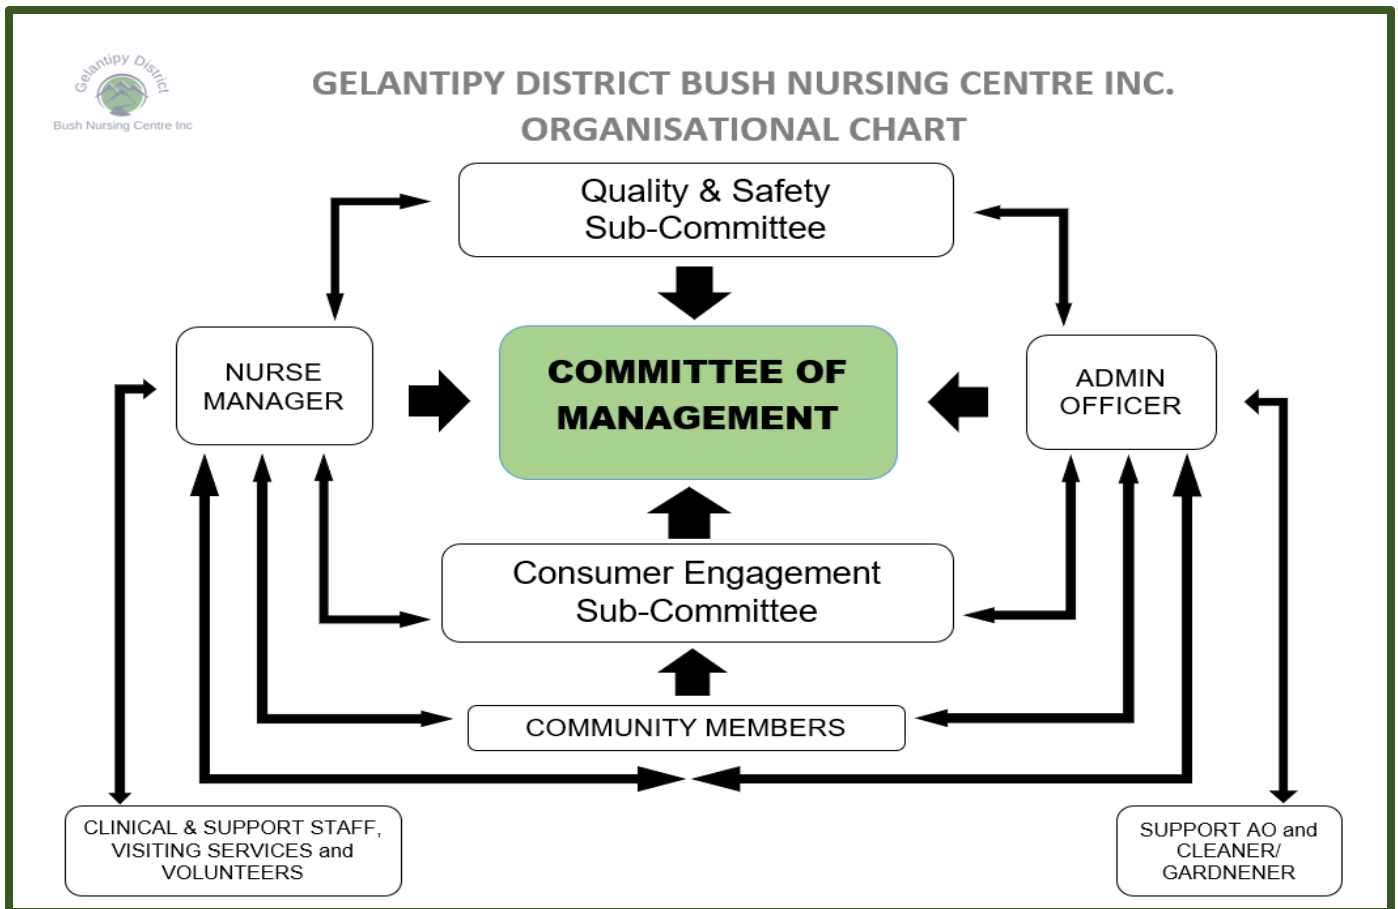 Gelantipy District
Bush Nursing Centre Inc
GELANTIPY DISTRICT BUSH NURSING CENTRE INC.
ORGANISATIONAL CHART
Quality & Safety
Sub-Committee
NURSE
MANAGER
COMMITTEE OF
MANAGEMENT
ADMIN
OFFICER
Consumer Engagement
Sub-Committee
COMMUNITY MEMBERS
CLINICAL & SUPPORT STAFF,
VISITING SERVICES and
VOLUNTEERS
SUPPORT AO and
CLEANER/
GARDNENER